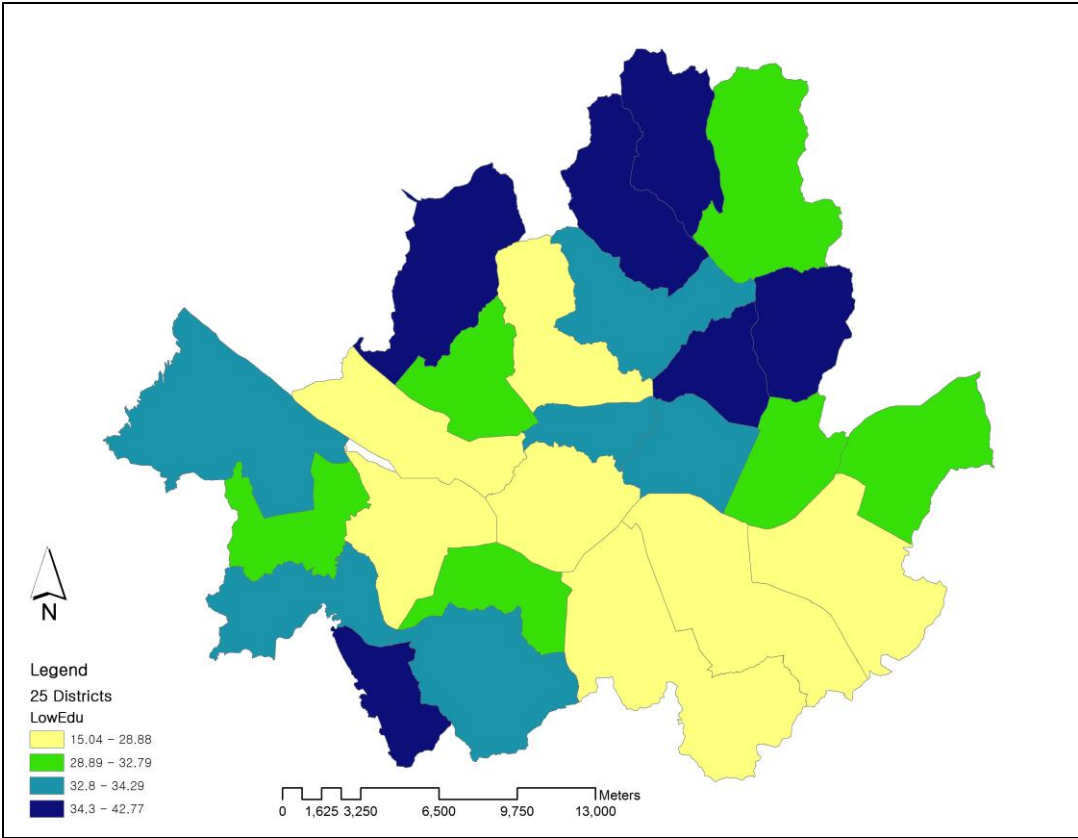 N
Legend
25 Districts
LowEdu
15.04 - 28.88
28.89 - 32.79
32.8 - 34.29
34.3 - 42.77
Meters
0 1,625 3,250 6,500 9,750 13,000